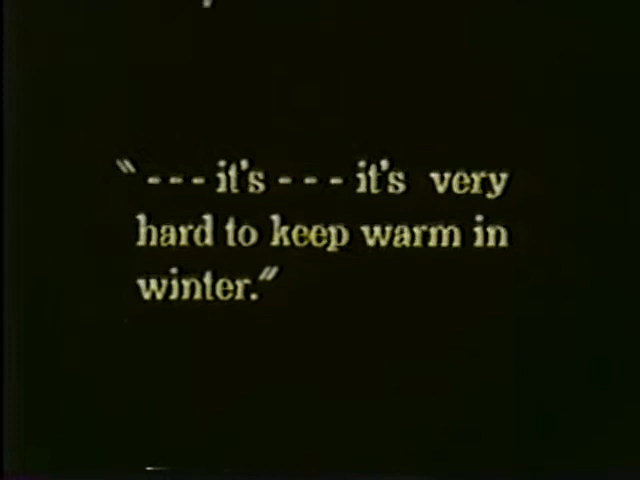 "---it's---it's very
hard to keep warm in
winter."